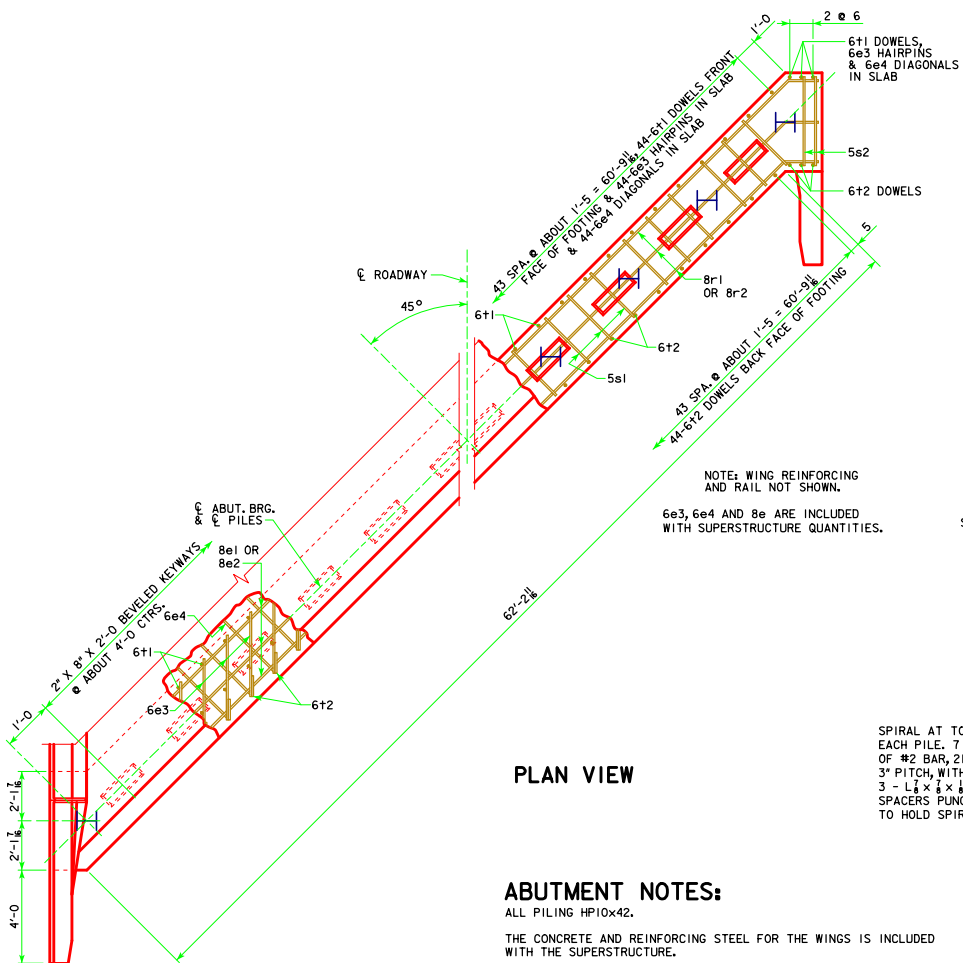 2 @ 6
1'-0
6t1 DOWELS,
6e3 HAIRPINS
& 6e4 DIAGONALS
IN SLAB
43 SPA. @ ABOUT 1'-5 = 60'-9 11/16, 44-6t1 DOWELS FRONT
FACE OF FOOTING & 44-6e3 HAIRPINS IN SLAB
& 44-6e4 DIAGONALS IN SLAB
5s2
6t2 DOWELS
5
℄ ROADWAY
45°
8r1
OR 8r2
6t1
6t2
5s1
43 SPA. @ ABOUT 1'-5 = 60'-9 11/16
44-6t2 DOWELS BACK FACE OF FOOTING
NOTE: WING REINFORCING
AND RAIL NOT SHOWN.
6e3, 6e4 AND 8e ARE INCLUDED
WITH SUPERSTRUCTURE QUANTITIES.
S
℄ ABUT. BRG.
& ℄ PILES
8e1 OR
8e2
2" X 8" X 2'-0 BEVELED KEYWAYS
@ ABOUT 4'-0 CTRS.
6e4
6t1
6e3
6t2
62'-2 11/16
1'-0
2'-1 7/16
2'-1 7/16
4'-0
PLAN VIEW
SPIRAL AT TO
EACH PILE. 7
OF #2 BAR, 21
3" PITCH, WITH
3 - L 7/8 x 7/8 x 1/8
SPACERS PUNC
TO HOLD SPIR
ABUTMENT NOTES:
ALL PILING HP10x42.
THE CONCRETE AND REINFORCING STEEL FOR THE WINGS IS INCLUDED
WITH THE SUPERSTRUCTURE.